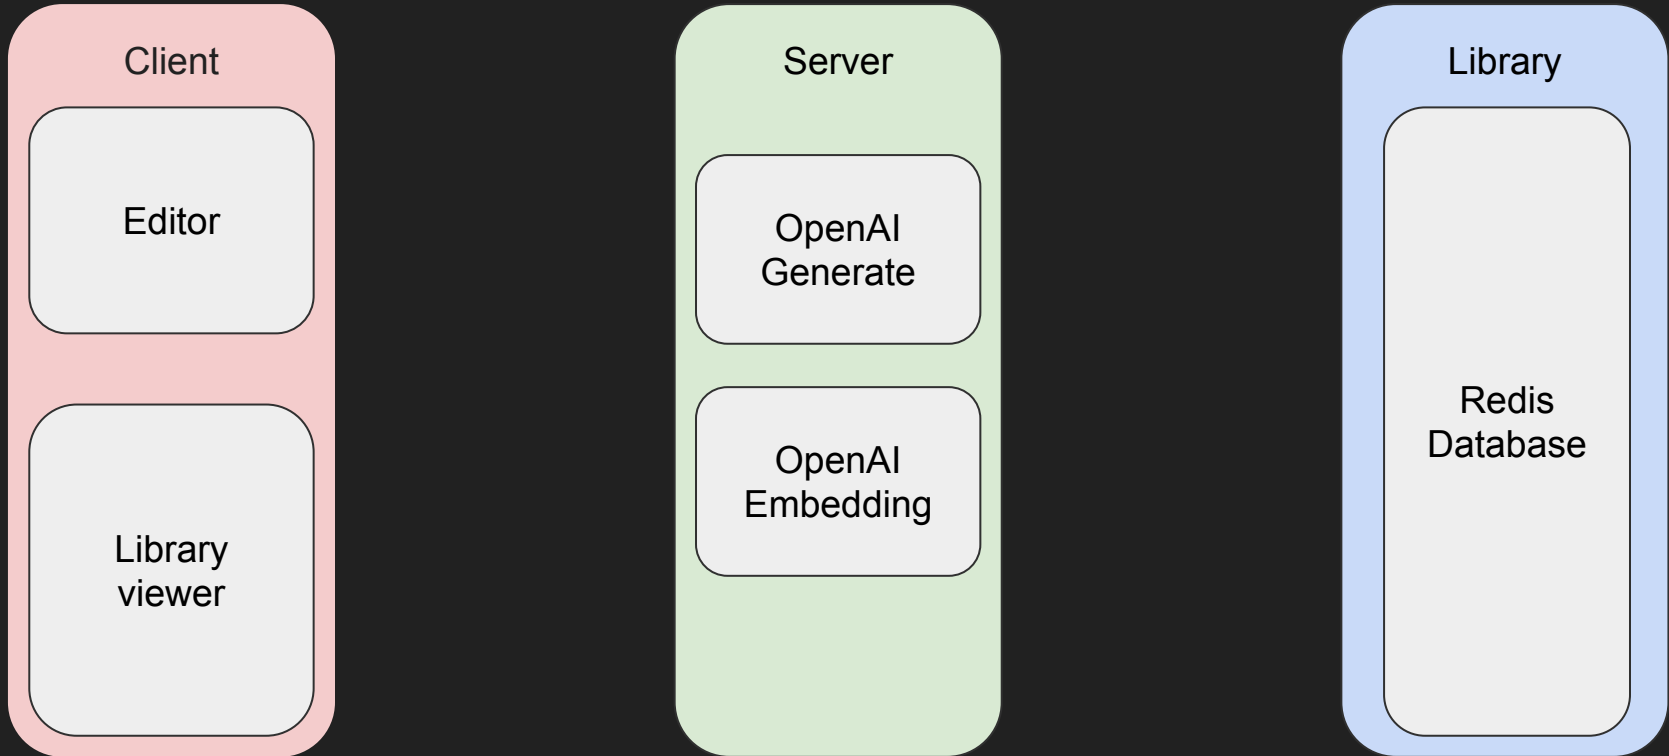 Client
Editor
Library
viewer
Server
OpenAI
Generate
OpenAI
Embedding
Library
Redis
Database